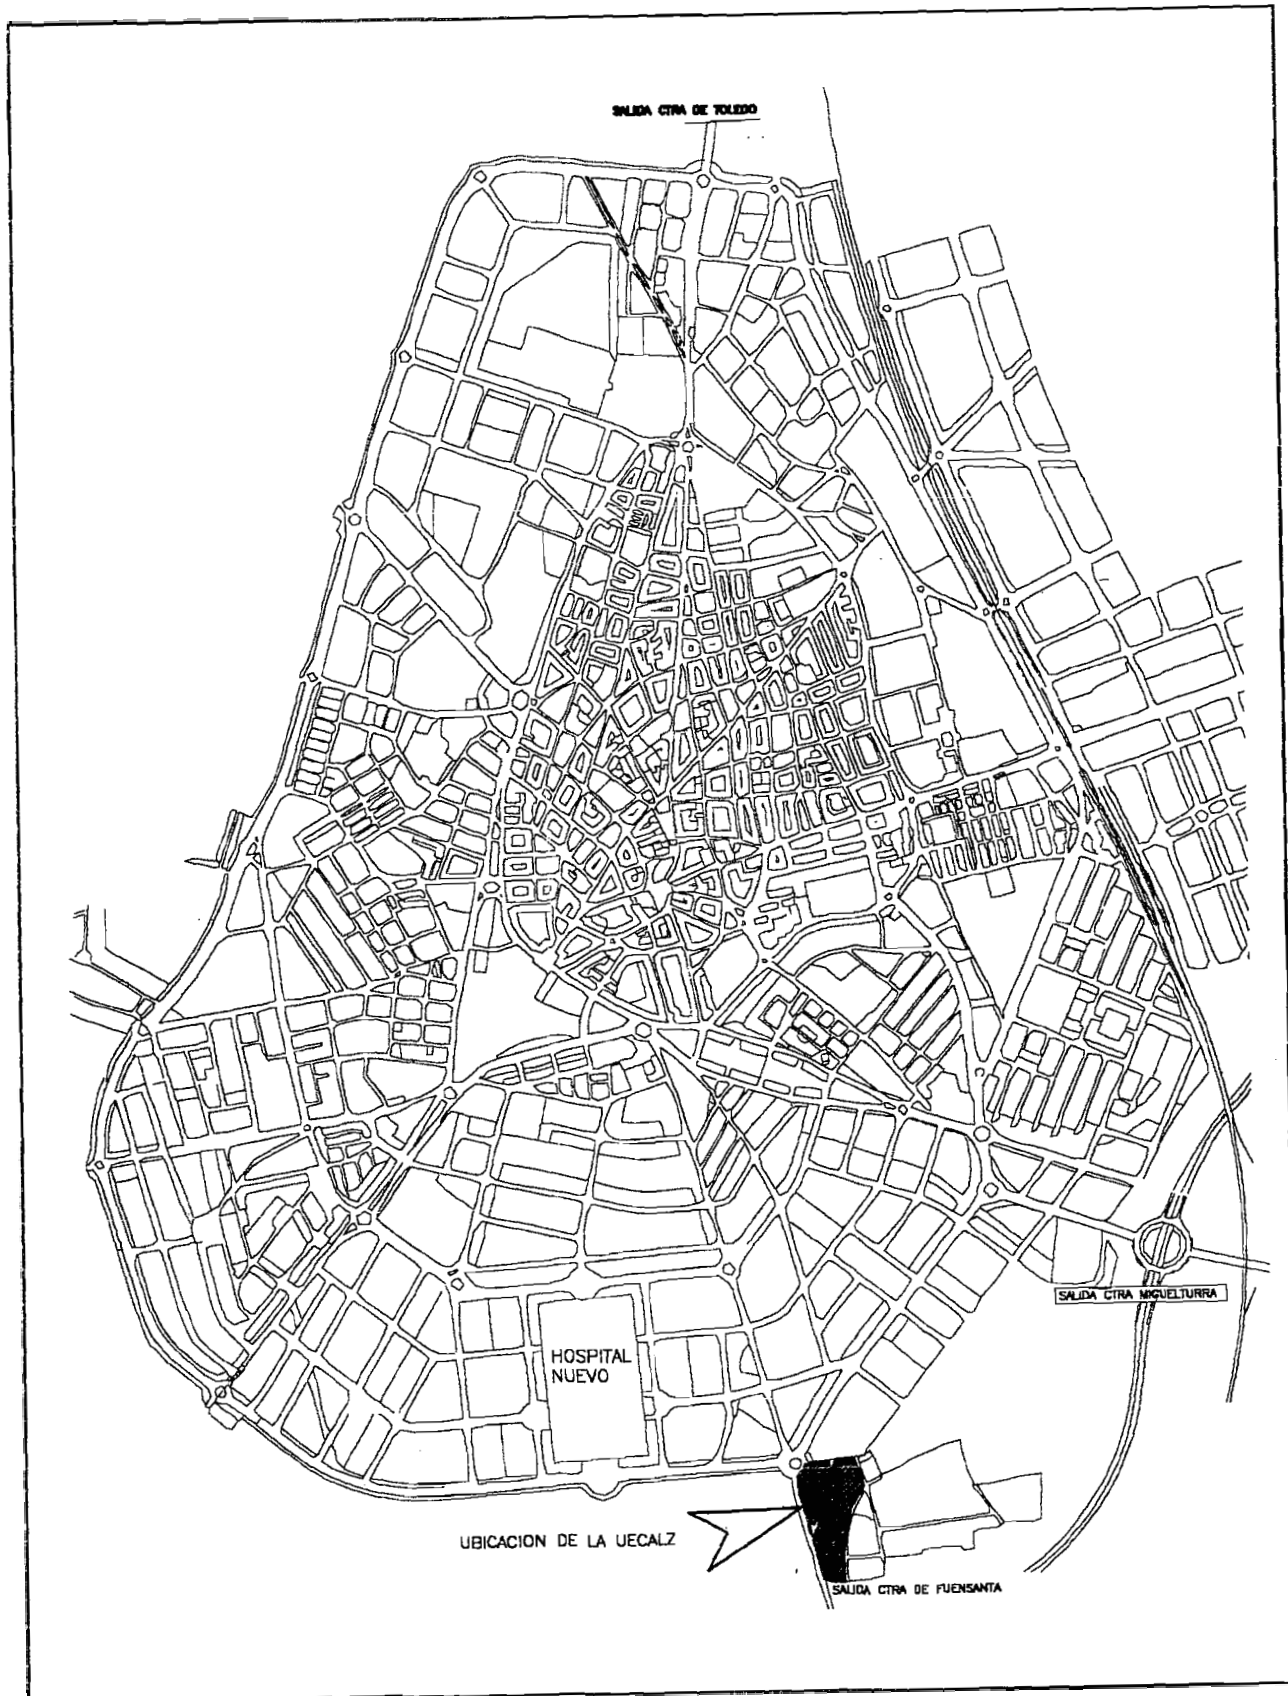 SALIDA CTRA DE TOLEDO
SALIDA CTRA MIGUELTURRA
HOSPITAL
NUEVO
UBICACION DE LA UECALZ
SALIDA CTRA DE FUENSANTA